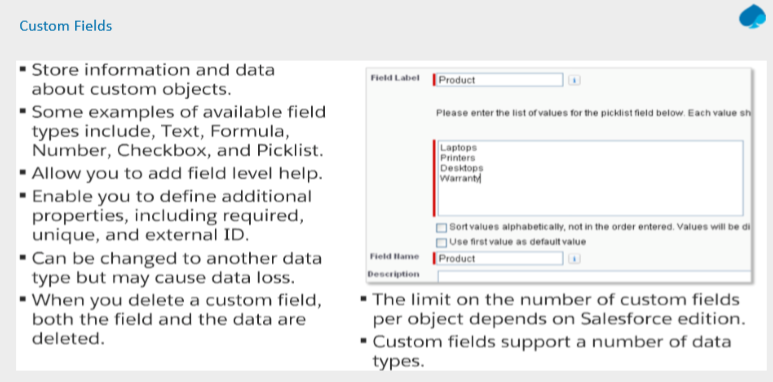 Custom Fields
▪ Store information and data
about custom objects.
▪ Some examples of available field
types include, Text, Formula,
Number, Checkbox, and Picklist.
▪ Allow you to add field level help.
▪ Enable you to define additional
properties, including required,
unique, and external ID.
▪ Can be changed to another data
type but may cause data loss.
▪ When you delete a custom field,
both the field and the data are
deleted.
Field Label Product i
Please enter the list of values for the picklist field below. Each value sh
Laptops
Printers
Desktops
Warranty
Sort values alphabetically, not in the order entered. Values will be di
Use first value as default value
Field Name Product i
Description
▪ The limit on the number of custom fields
per object depends on Salesforce edition.
▪ Custom fields support a number of data
types.